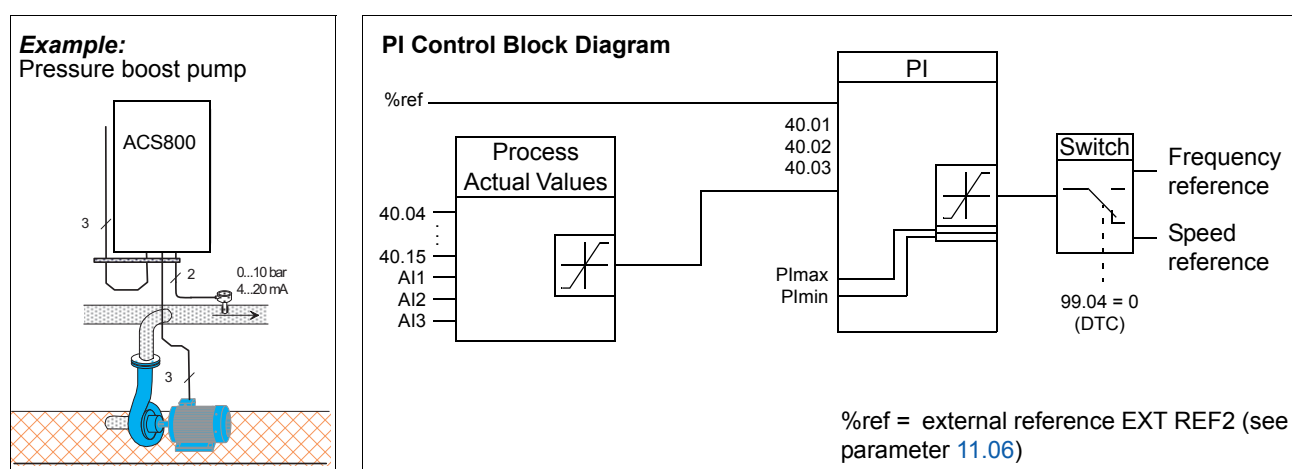 Example:
Pressure boost pump
ACS800
3
2
0...10 bar
4...20 mA
3
PI Control Block Diagram
%ref
PI
40.01
40.02
40.03
Process
Actual Values
40.04
40.15
AI1
AI2
AI3
PImax
PImin
Switch
Frequency
reference
Speed
reference
99.04 = 0
(DTC)
%ref = external reference EXT REF2 (see
parameter 11.06)